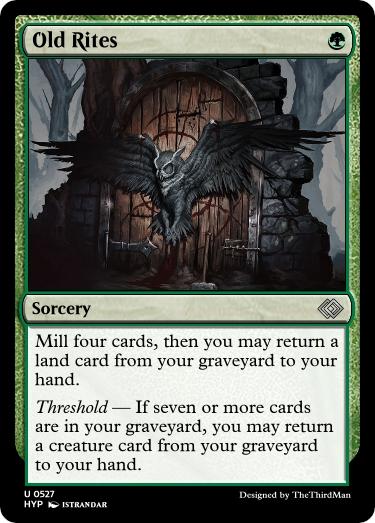 Old Rites
Sorcery
Mill four cards, then you may return a
land card from your graveyard to your
hand.
Threshold — If seven or more cards
are in your graveyard, you may return
a creature card from your graveyard
to your hand.
U 0527
HYP ISTRANDAR
Designed by TheThirdMan